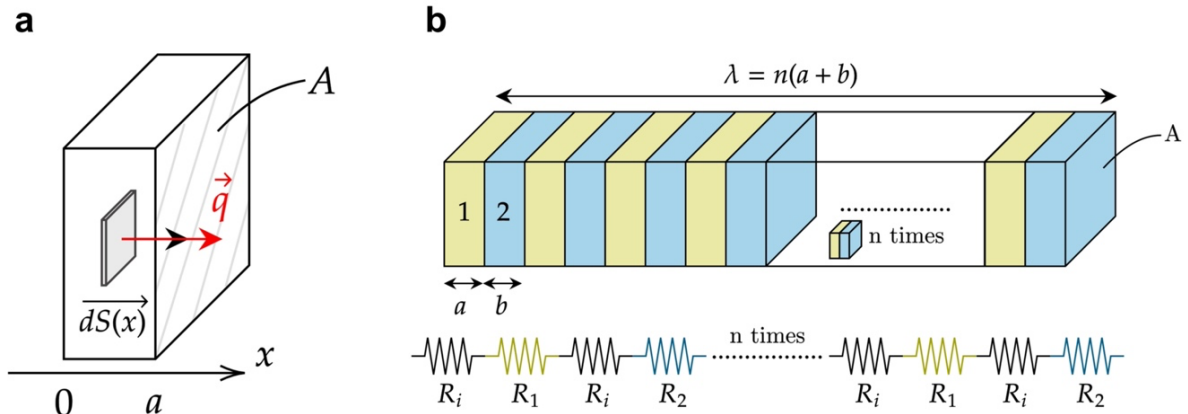 a
A
q⃗
dS(x)⃗
0 a x
b
λ = n(a + b)
A
1 2
n times
a b
n times
Rᵢ R₁ Rᵢ R₂ Rᵢ R₁ Rᵢ R₂